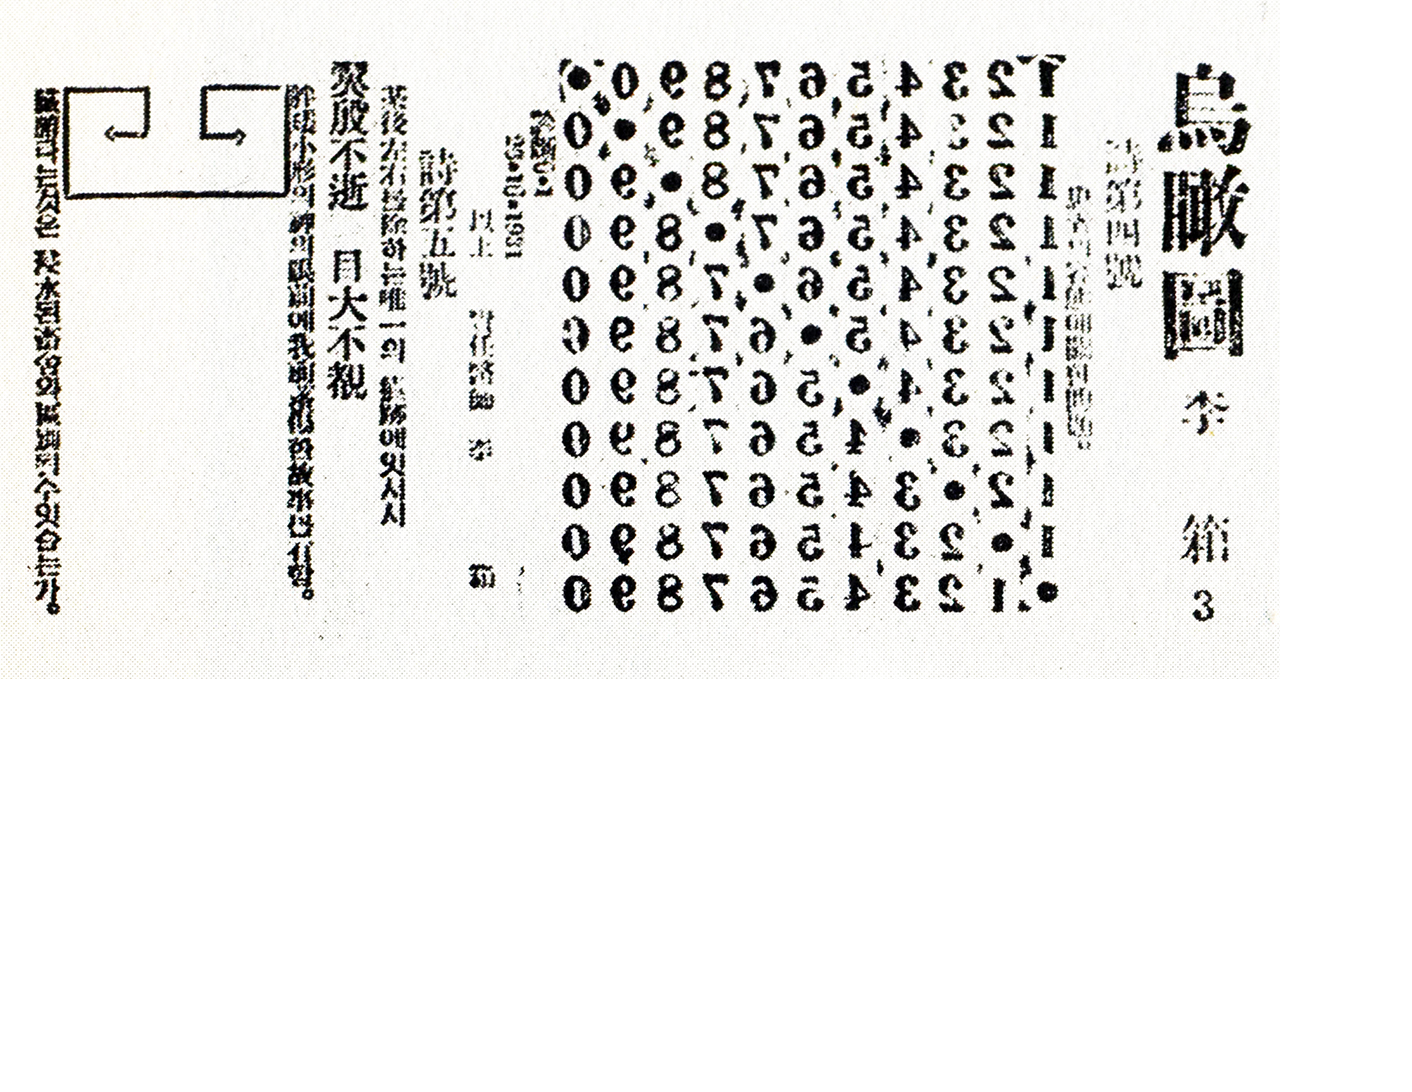 烏瞰圖
李 箱
3
詩第四號
患者의容態에關한問題。
● 0 9 8 7 6 5 4 3 2 1
0 ● 9 8 7 6 5 4 3 2 1
0 9 ● 8 7 6 5 4 3 2 1
0 9 8 ● 7 6 5 4 3 2 1
0 9 8 7 ● 6 5 4 3 2 1
0 9 8 7 6 ● 5 4 3 2 1
0 9 8 7 6 5 ● 4 3 2 1
0 9 8 7 6 5 4 ● 3 2 1
0 9 8 7 6 5 4 3 ● 2 1
0 9 8 7 6 5 4 3 2 ● 1
0 9 8 7 6 5 4 3 2 1 ●
診斷0・1
26・10・1931
以上 責任醫師 李 箱
詩第五號
某後左右를除하는唯一의痕跡에잇서서
翼殷不逝 目大不覩
胖矮小形의神의眼前에我前落傷한故事를有함。
臟腑타는것은 浸水된畜舍와區別될수잇슬는가。